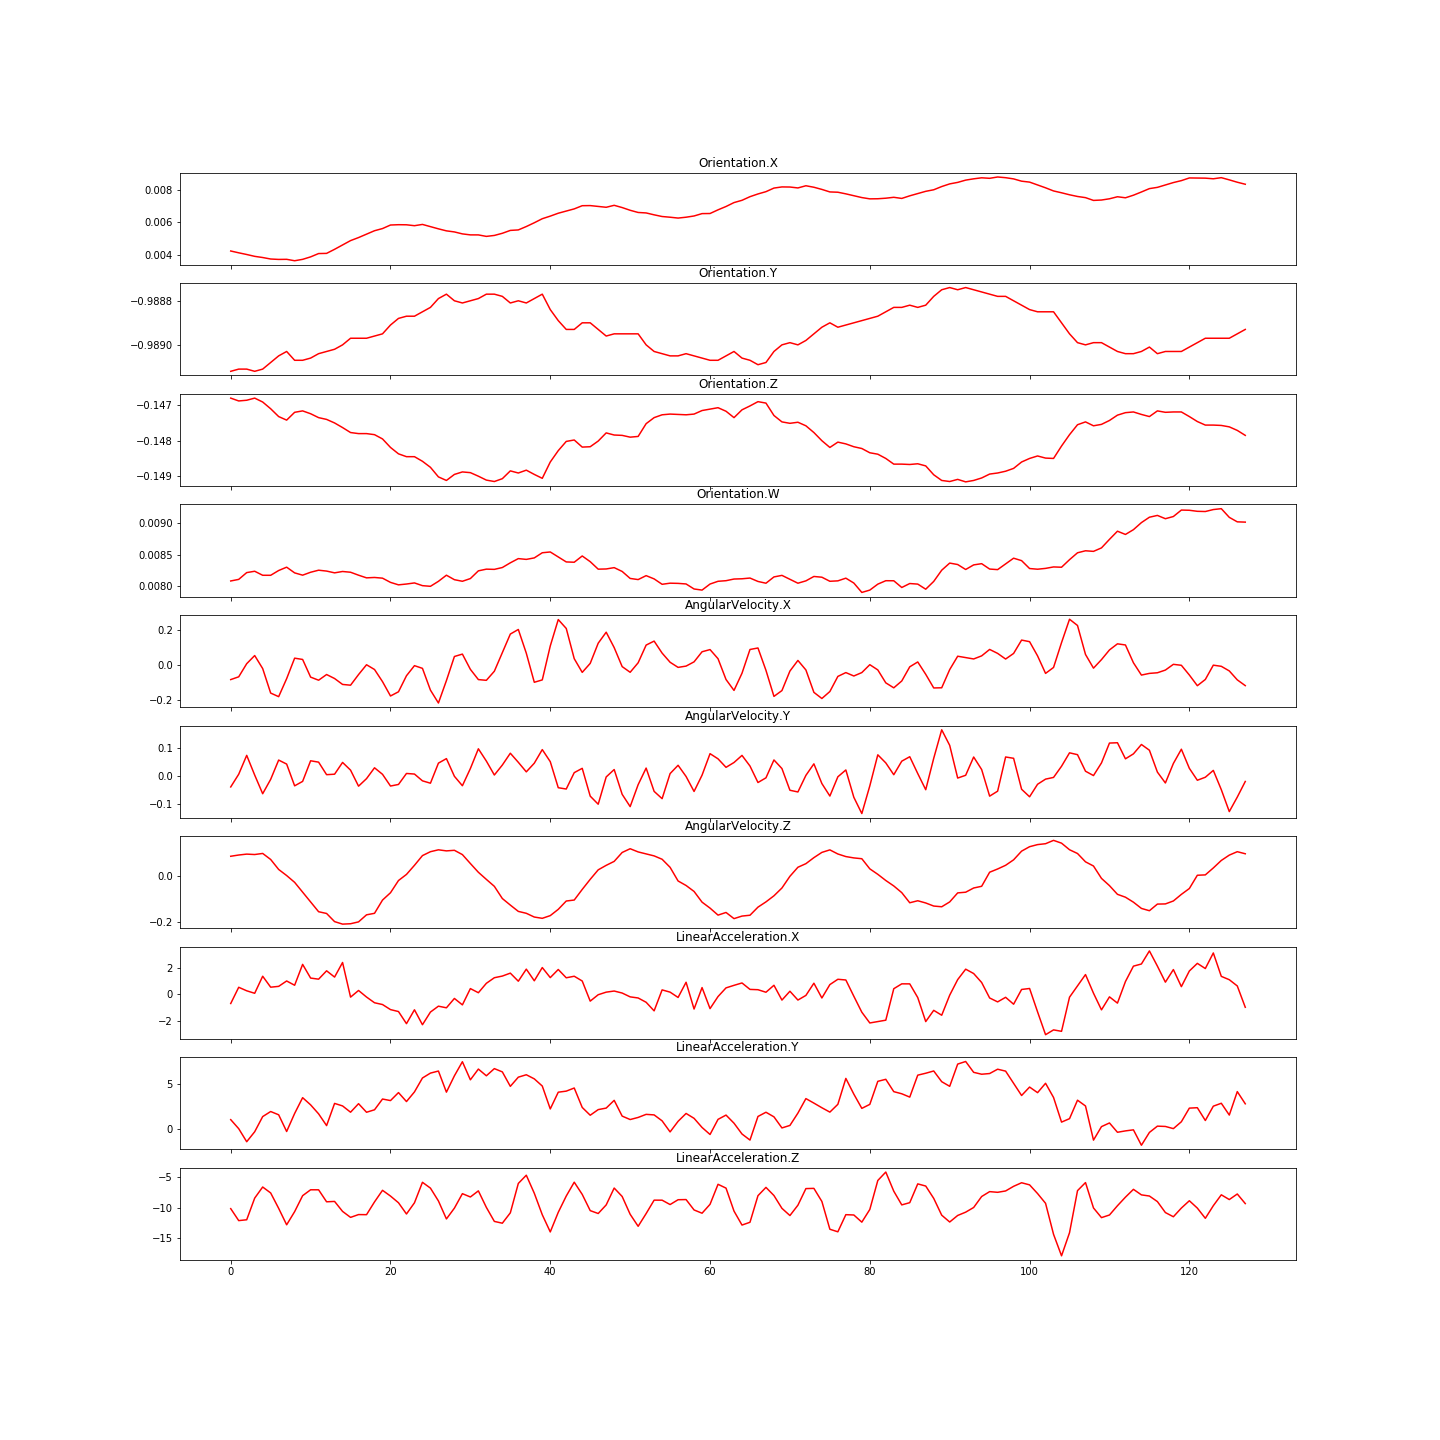 Orientation.X
0.008
0.006
0.004
Orientation.Y
−0.9888
−0.9890
Orientation.Z
−0.147
−0.148
−0.149
Orientation.W
0.0090
0.0085
0.0080
AngularVelocity.X
0.2
0.0
−0.2
AngularVelocity.Y
0.1
0.0
−0.1
AngularVelocity.Z
0.0
−0.2
LinearAcceleration.X
2
0
−2
LinearAcceleration.Y
5
0
LinearAcceleration.Z
−5
−10
−15
0 20 40 60 80 100 120